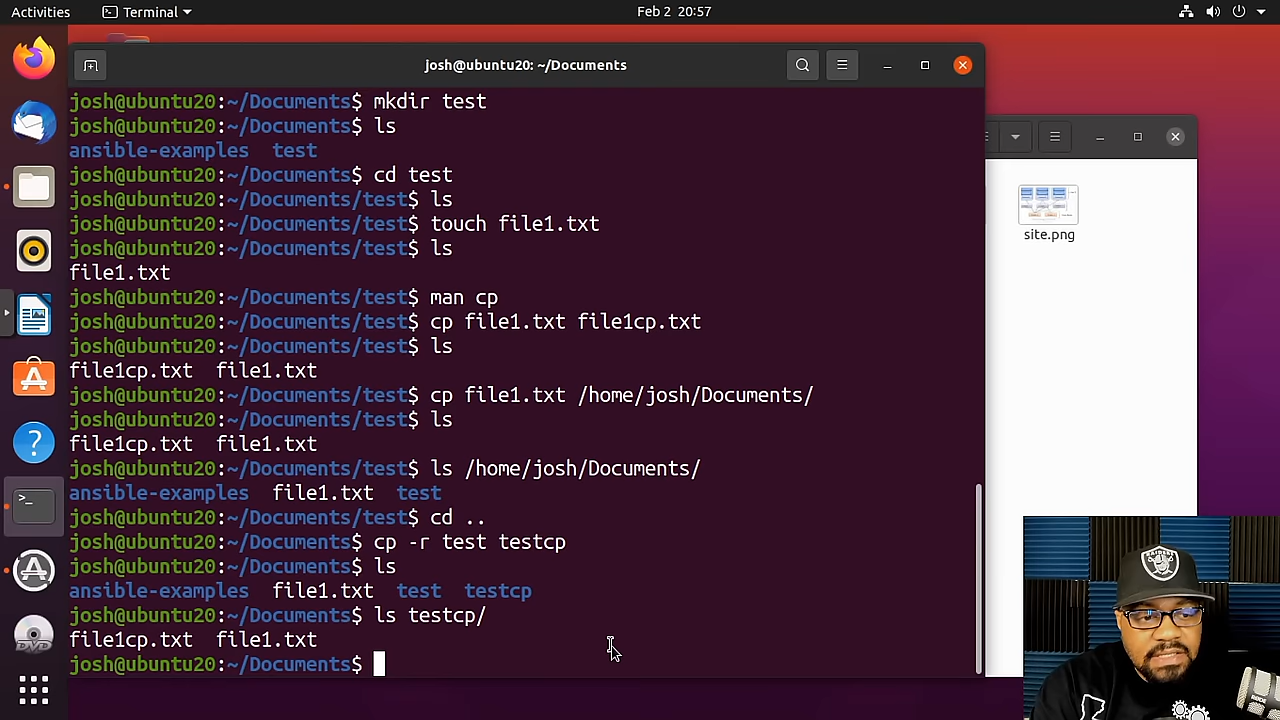 Activities
Terminal
Feb 2 20:57
josh@ubuntu20: ~/Documents
josh@ubuntu20:~/Documents$ mkdir test
josh@ubuntu20:~/Documents$ ls
ansible-examples  test
josh@ubuntu20:~/Documents$ cd test
josh@ubuntu20:~/Documents/test$ ls
josh@ubuntu20:~/Documents/test$ touch file1.txt
josh@ubuntu20:~/Documents/test$ ls
file1.txt
josh@ubuntu20:~/Documents/test$ man cp
josh@ubuntu20:~/Documents/test$ cp file1.txt file1cp.txt
josh@ubuntu20:~/Documents/test$ ls
file1cp.txt  file1.txt
josh@ubuntu20:~/Documents/test$ cp file1.txt /home/josh/Documents/
josh@ubuntu20:~/Documents/test$ ls
file1cp.txt  file1.txt
josh@ubuntu20:~/Documents/test$ ls /home/josh/Documents/
ansible-examples  file1.txt  test
josh@ubuntu20:~/Documents/test$ cd ..
josh@ubuntu20:~/Documents$ cp -r test testcp
josh@ubuntu20:~/Documents$ ls
ansible-examples  file1.txt  test  testcp
josh@ubuntu20:~/Documents$ ls testcp/
file1cp.txt  file1.txt
josh@ubuntu20:~/Documents$
site.png
RAIDERS
DVD